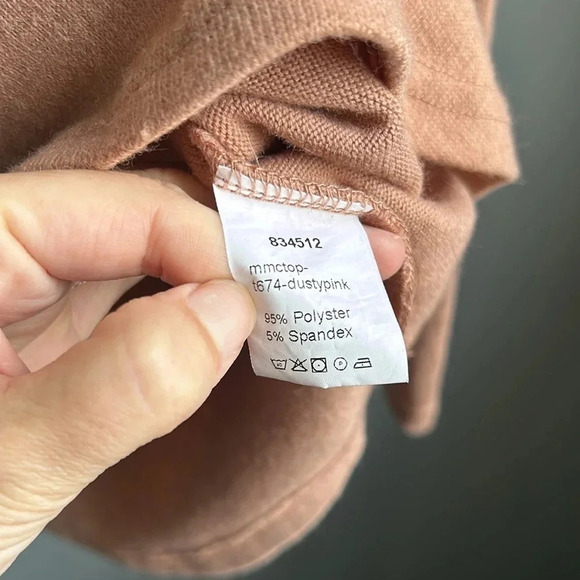 834512
mmctop-
t674-dustypink
95% Polyster
5% Spandex